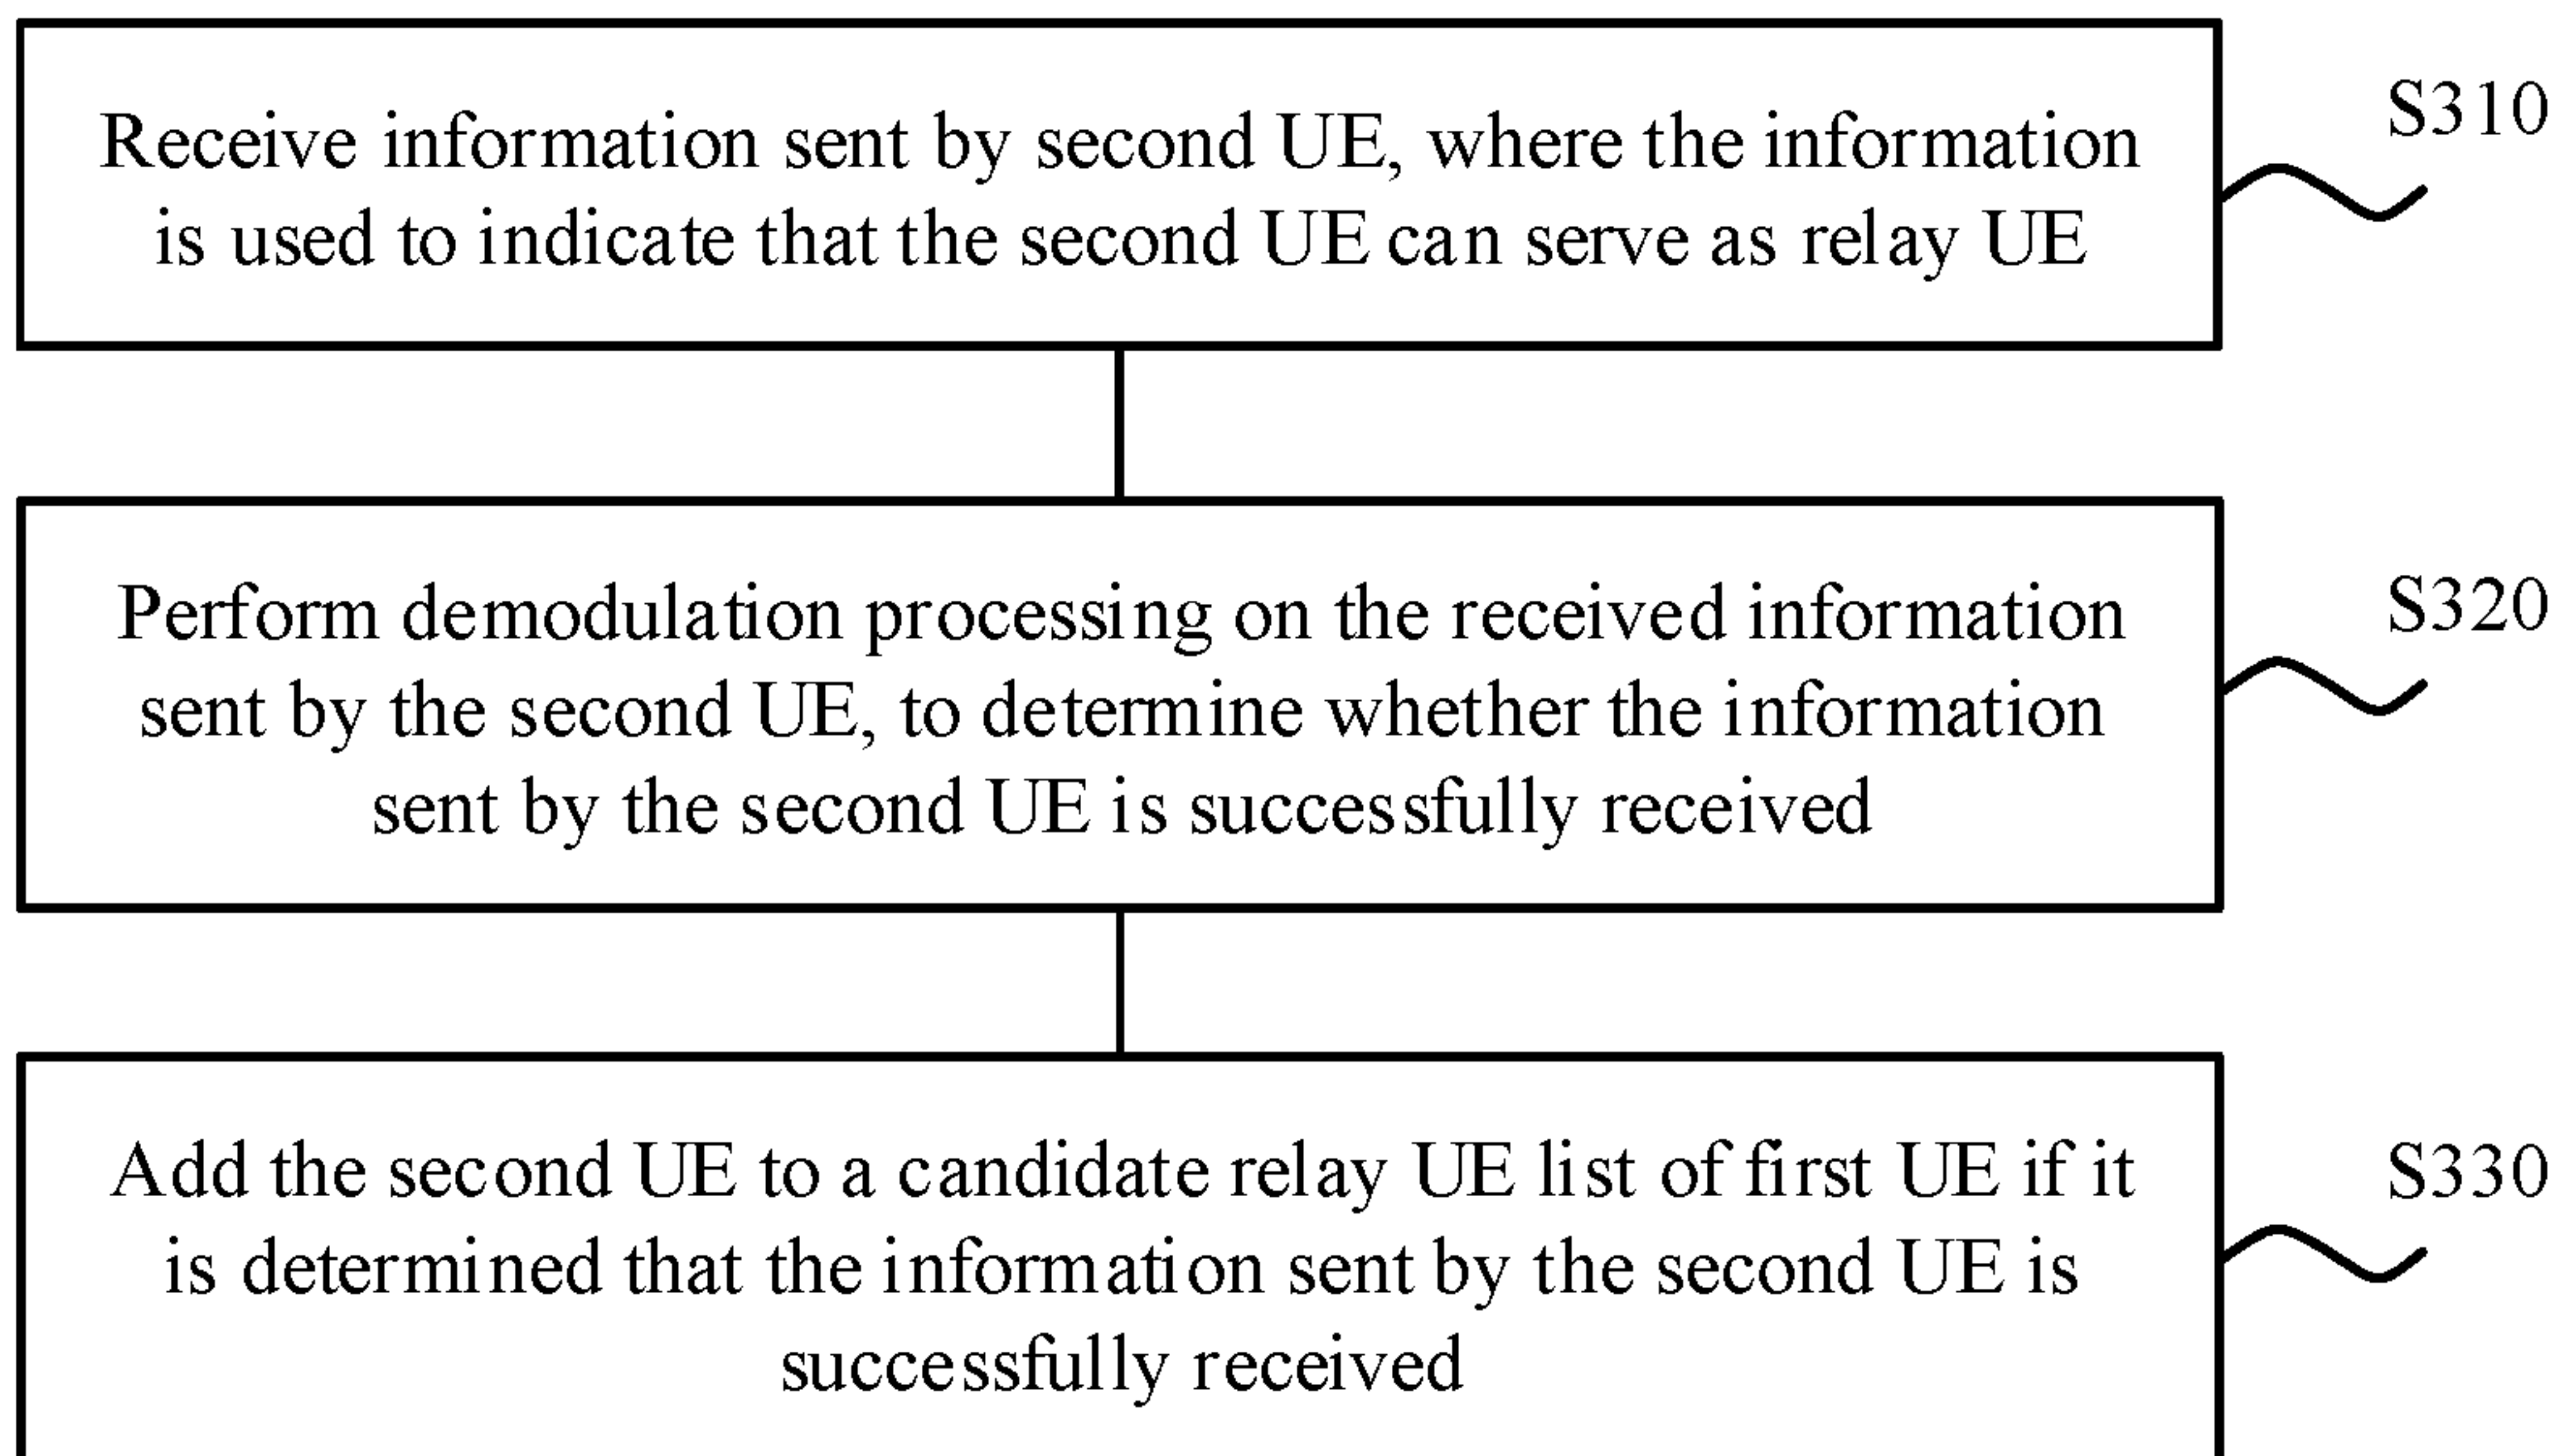 Receive information sent by second UE, where the information
is used to indicate that the second UE can serve as relay UE
S310
Perform demodulation processing on the received information
sent by the second UE, to determine whether the information
sent by the second UE is successfully received
S320
Add the second UE to a candidate relay UE list of first UE if it
is determined that the information sent by the second UE is
successfully received
S330